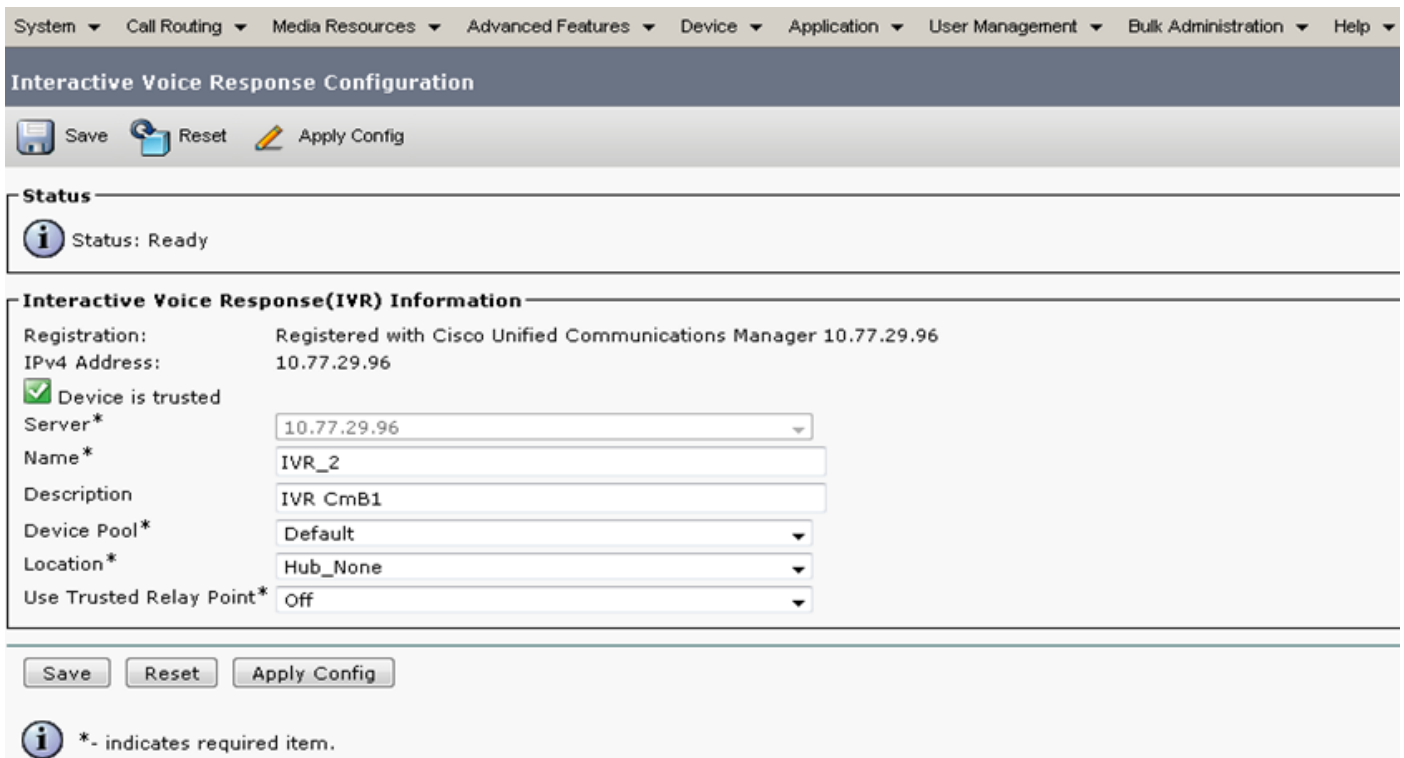 System Call Routing Media Resources Advanced Features Device Application User Management Bulk Administration Help
Interactive Voice Response Configuration
Save Reset Apply Config
Status
Status: Ready
Interactive Voice Response(IVR) Information
Registration: Registered with Cisco Unified Communications Manager 10.77.29.96
IPv4 Address: 10.77.29.96
Device is trusted
Server* 10.77.29.96
Name* IVR_2
Description IVR CmB1
Device Pool* Default
Location* Hub_None
Use Trusted Relay Point* Off
Save Reset Apply Config
*- indicates required item.